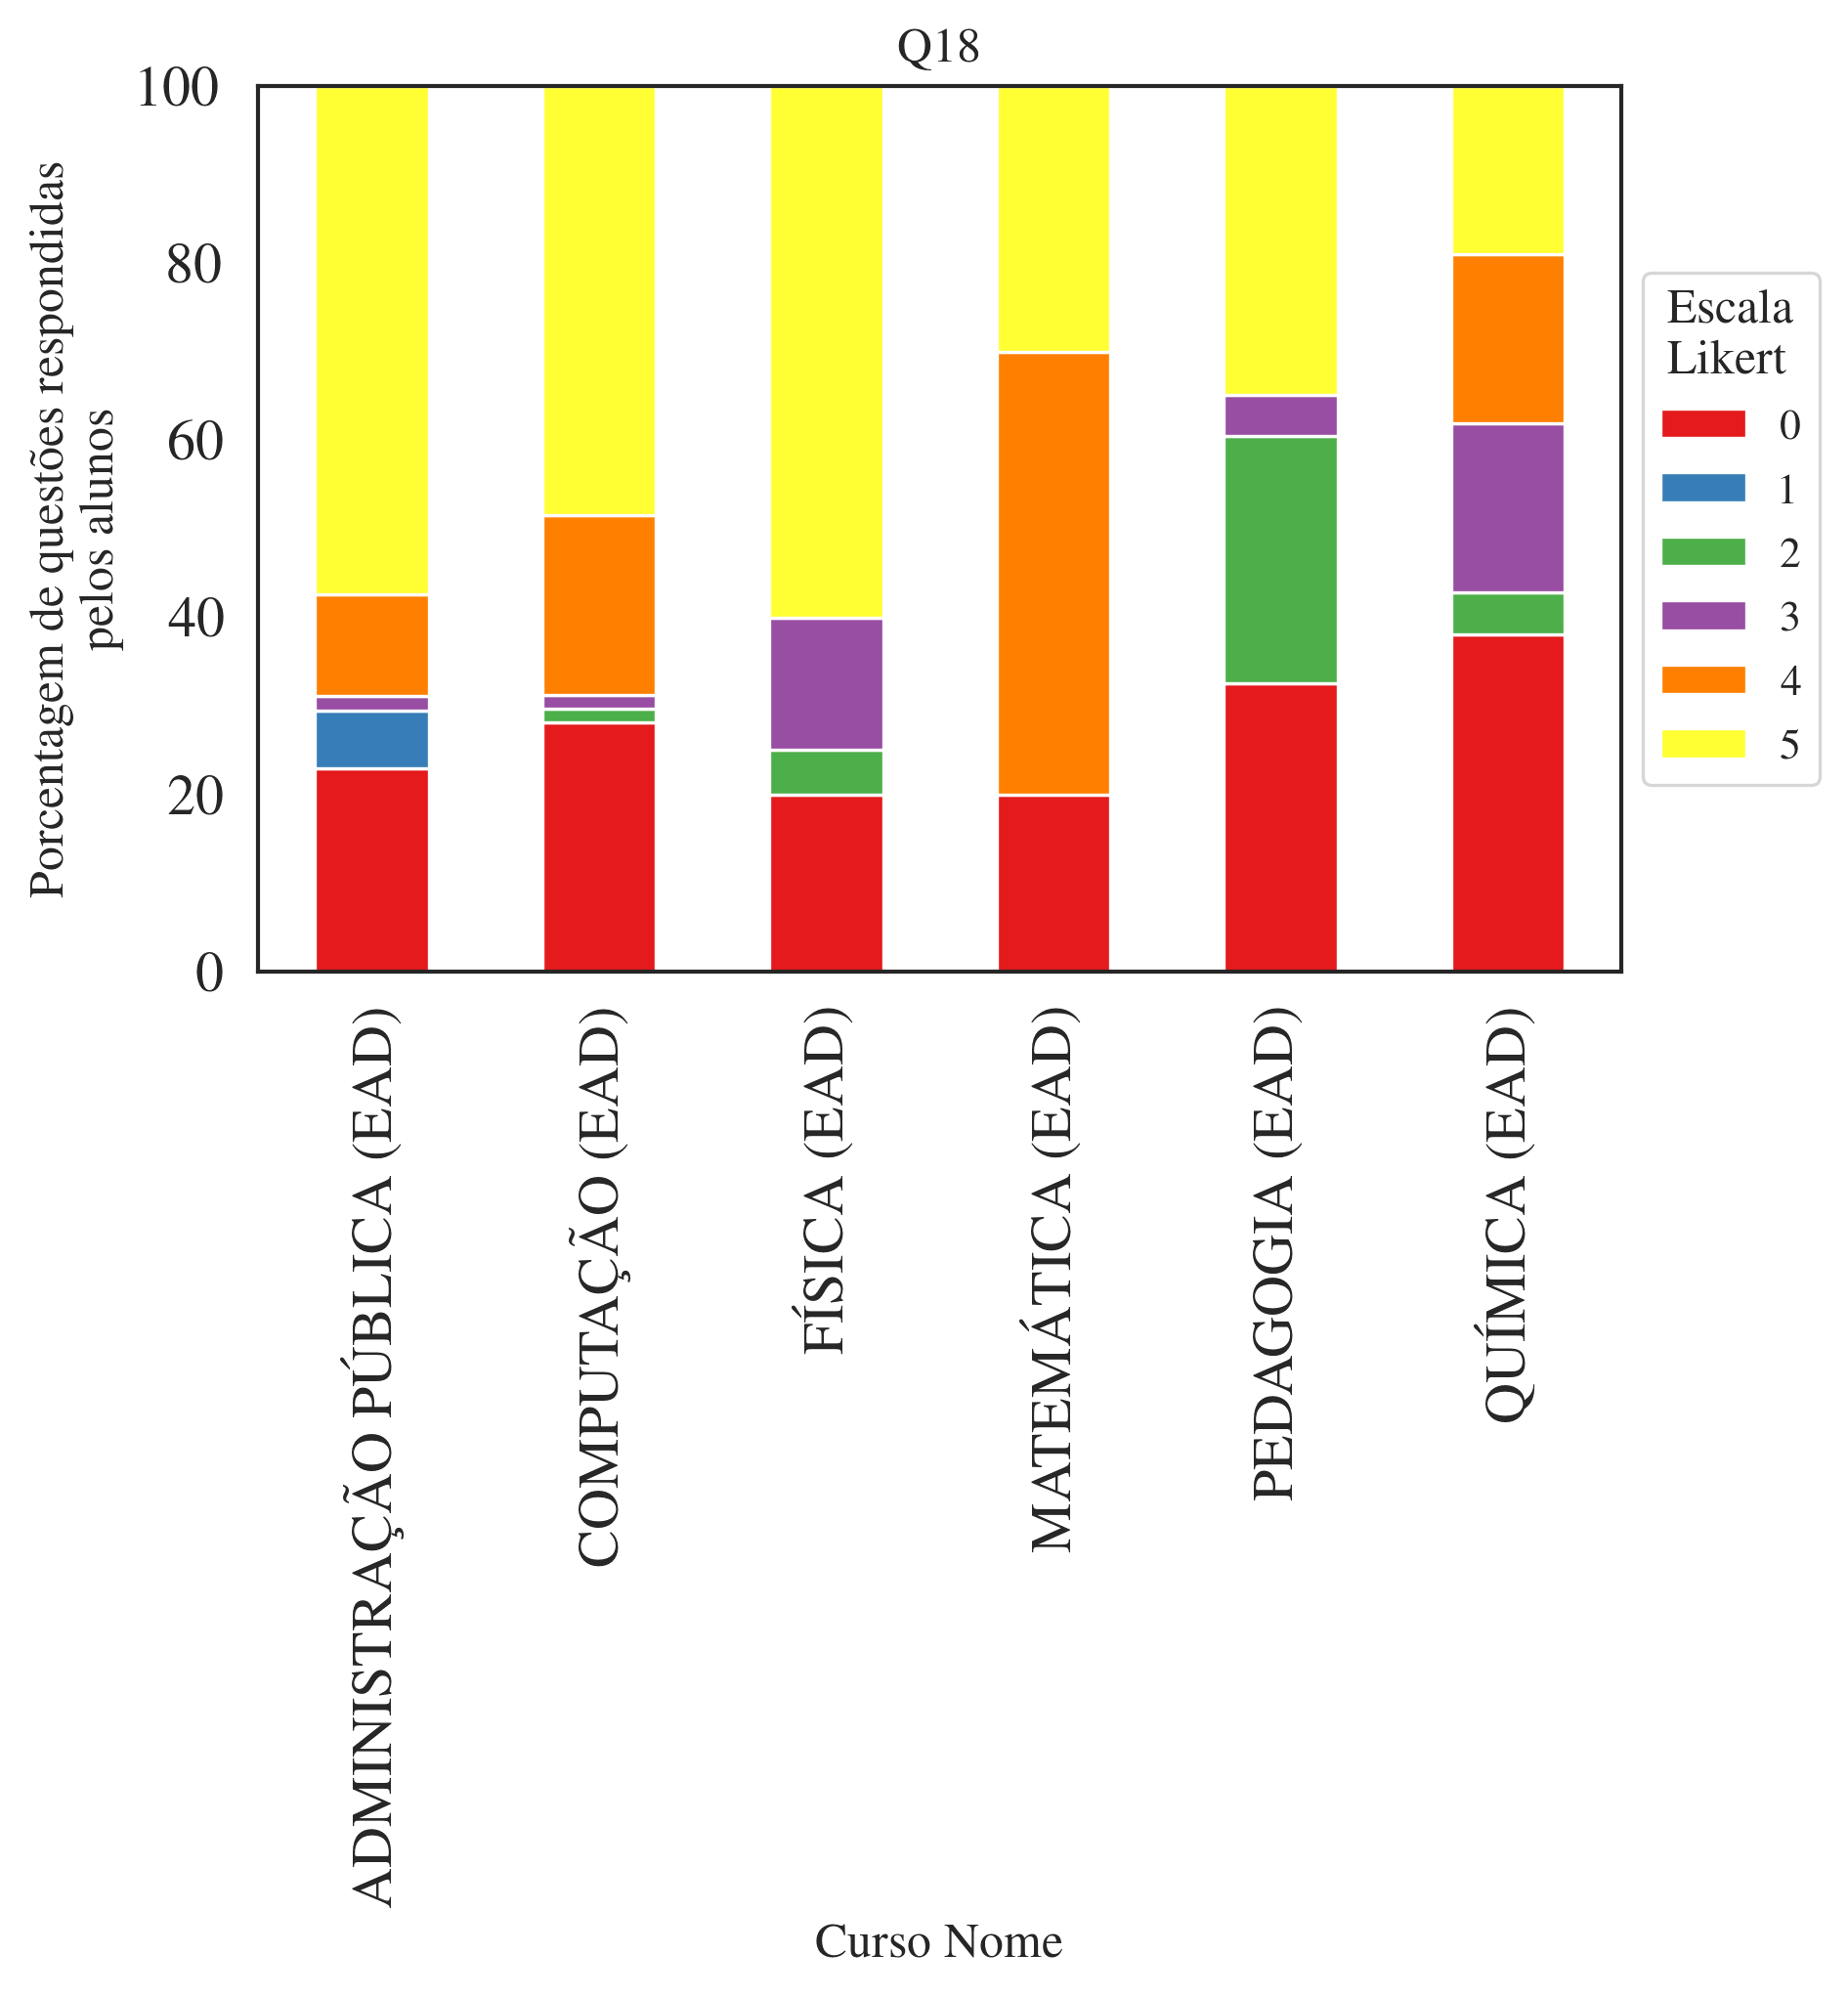 Q18
100
80
60
40
20
0
Porcentagem de questões respondidas
pelos alunos
Escala
Likert
0
1
2
3
4
5
ADMINISTRAÇÃO PÚBLICA (EAD)
COMPUTAÇÃO (EAD)
FÍSICA (EAD)
MATEMÁTICA (EAD)
PEDAGOGIA (EAD)
QUÍMICA (EAD)
Curso Nome